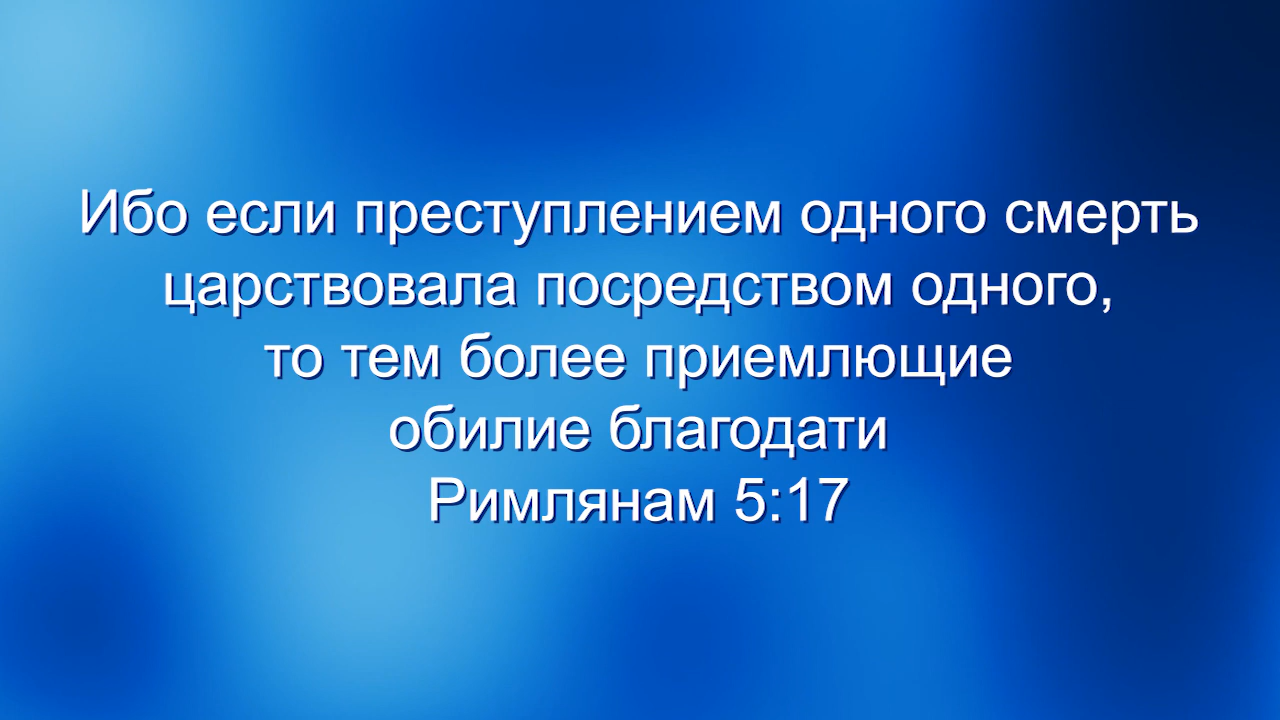 Ибо если преступлением одного смерть
царствовала посредством одного,
то тем более приемлющие
обилие благодати
Римлянам 5:17